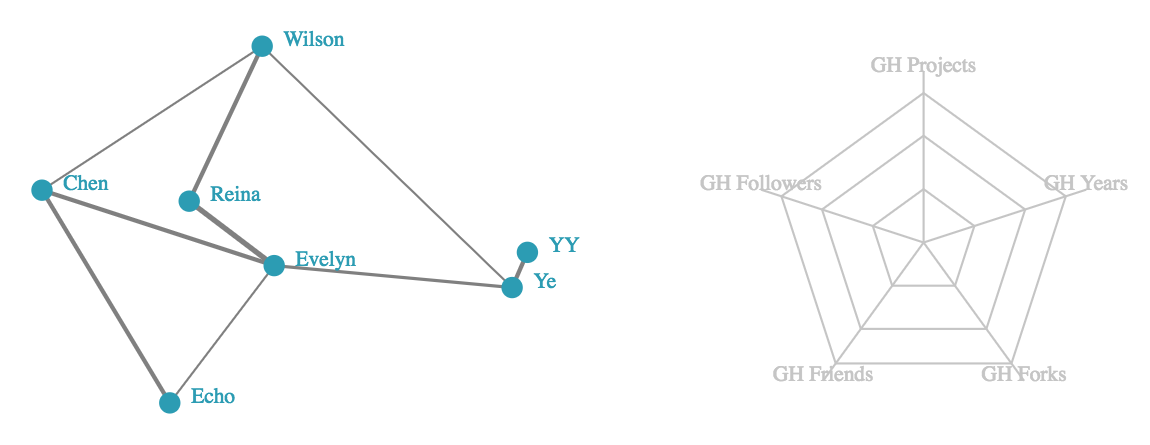 Wilson
Chen
Reina
Evelyn
YY
Ye
Echo
GH Projects
GH Followers
GH Years
GH Friends
GH Forks